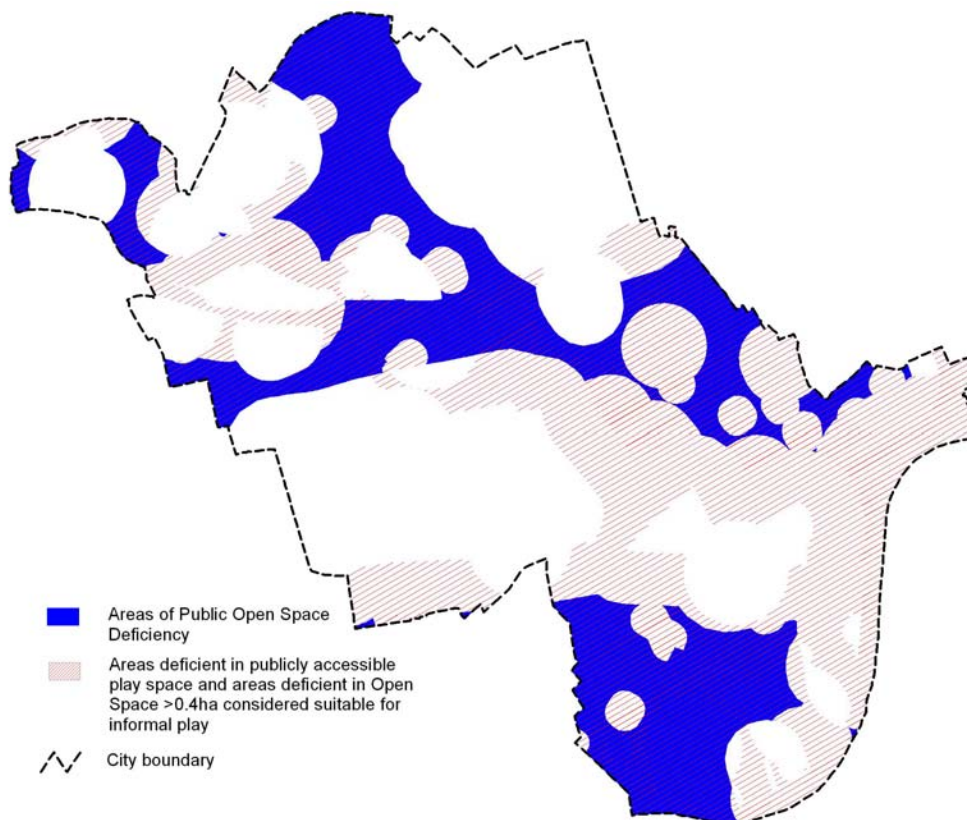 Areas of Public Open Space
Deficiency
Areas deficient in publicly accessible
play space and areas deficient in Open
Space >0.4ha considered suitable for
informal play
City boundary